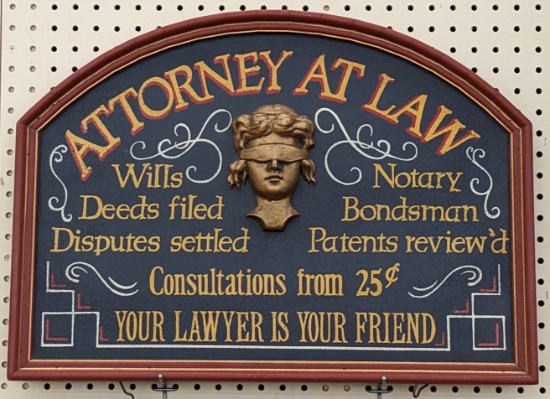 ATTORNEY AT LAW
Wills
Deeds filed
Disputes settled
Notary
Bondsman
Patents review'd
Consultations from 25¢
YOUR LAWYER IS YOUR FRIEND